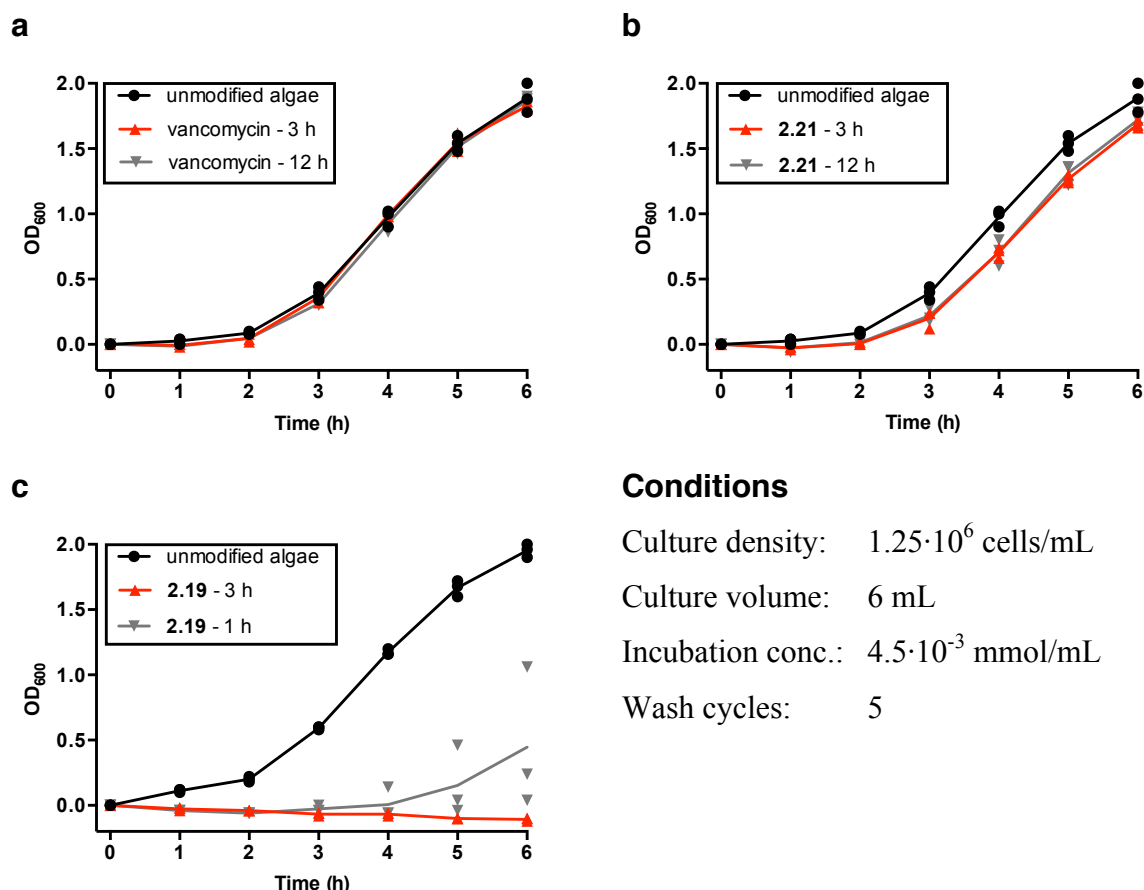 a
2.0
1.5
1.0
0.5
0.0
OD600
unmodified algae
vancomycin - 3 h
vancomycin - 12 h
0 1 2 3 4 5 6
Time (h)
b
2.0
1.5
1.0
0.5
0.0
OD600
unmodified algae
2.21 - 3 h
2.21 - 12 h
0 1 2 3 4 5 6
Time (h)
c
2.0
1.5
1.0
0.5
0.0
OD600
unmodified algae
2.19 - 3 h
2.19 - 1 h
0 1 2 3 4 5 6
Time (h)
Conditions
Culture density: 1.25·10⁶ cells/mL
Culture volume: 6 mL
Incubation conc.: 4.5·10⁻³ mmol/mL
Wash cycles: 5